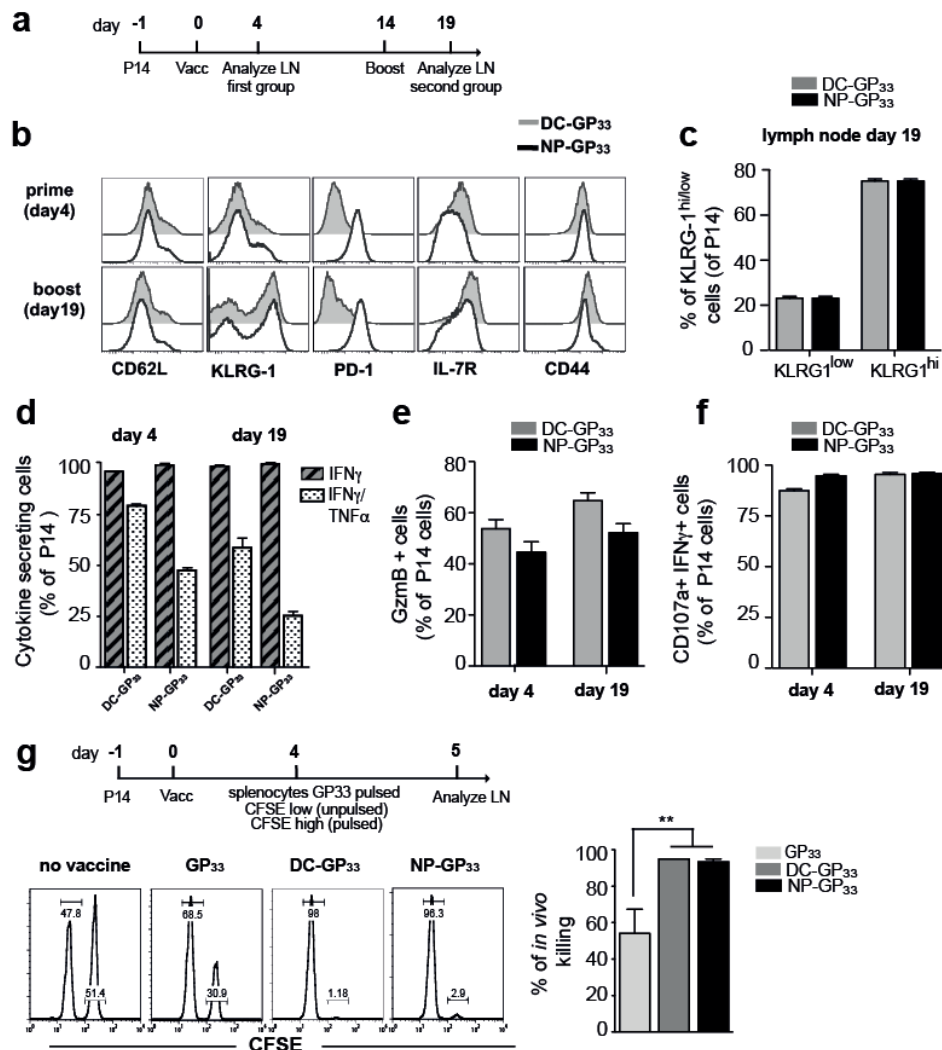 a
day -1 0 4 14 19
P14 Vacc Analyze LN Boost Analyze LN
first group second group
b
DC-GP33
NP-GP33
prime
(day4)
boost
(day19)
CD62L KLRG-1 PD-1 IL-7R CD44
c
DC-GP33
NP-GP33
lymph node day 19
% of KLRG-1hi/low
cells (of P14)
80
60
40
20
0
KLRG1low KLRG1hi
d
day 4 day 19
Cytokine secreting cells
(% of P14)
100
75
50
25
0
IFNγ
IFNγ/
TNFα
DC-GP33 NP-GP33 DC-GP33 NP-GP33
e
DC-GP33
NP-GP33
GzmB + cells
(% of P14 cells)
80
60
40
20
0
day 4 day 19
f
DC-GP33
NP-GP33
CD107a+ IFNγ+ cells
(% of P14 cells)
100
75
50
25
0
day 4 day 19
g
day -1 0 4 5
P14 Vacc splenocytes GP33 pulsed Analyze LN
CFSE low (unpulsed)
CFSE high (pulsed)
no vaccine GP33 DC-GP33 NP-GP33
47.8 68.5 98 96.3
51.4 30.9 1.18 2.9
CFSE
% of in vivo
killing
100
80
60
40
20
0
**
GP33
DC-GP33
NP-GP33